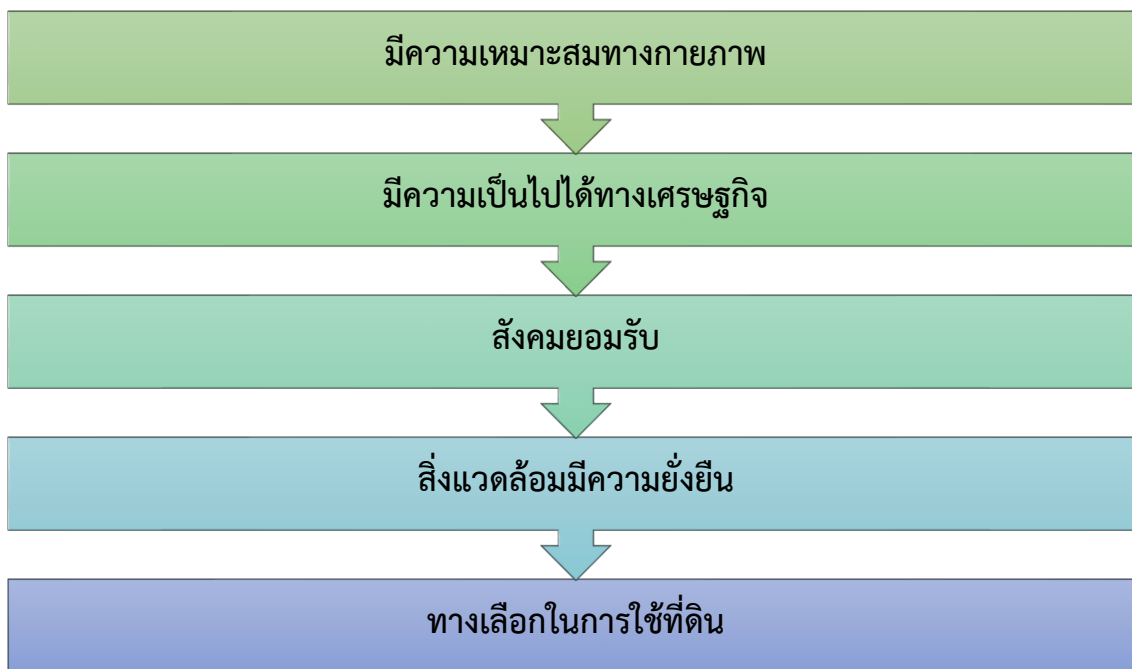 มีความเหมาะสมทางกายภาพ
มีความเป็นไปได้ทางเศรษฐกิจ
สังคมยอมรับ
สิ่งแวดล้อมมีความยั่งยืน
ทางเลือกในการใช้ที่ดิน